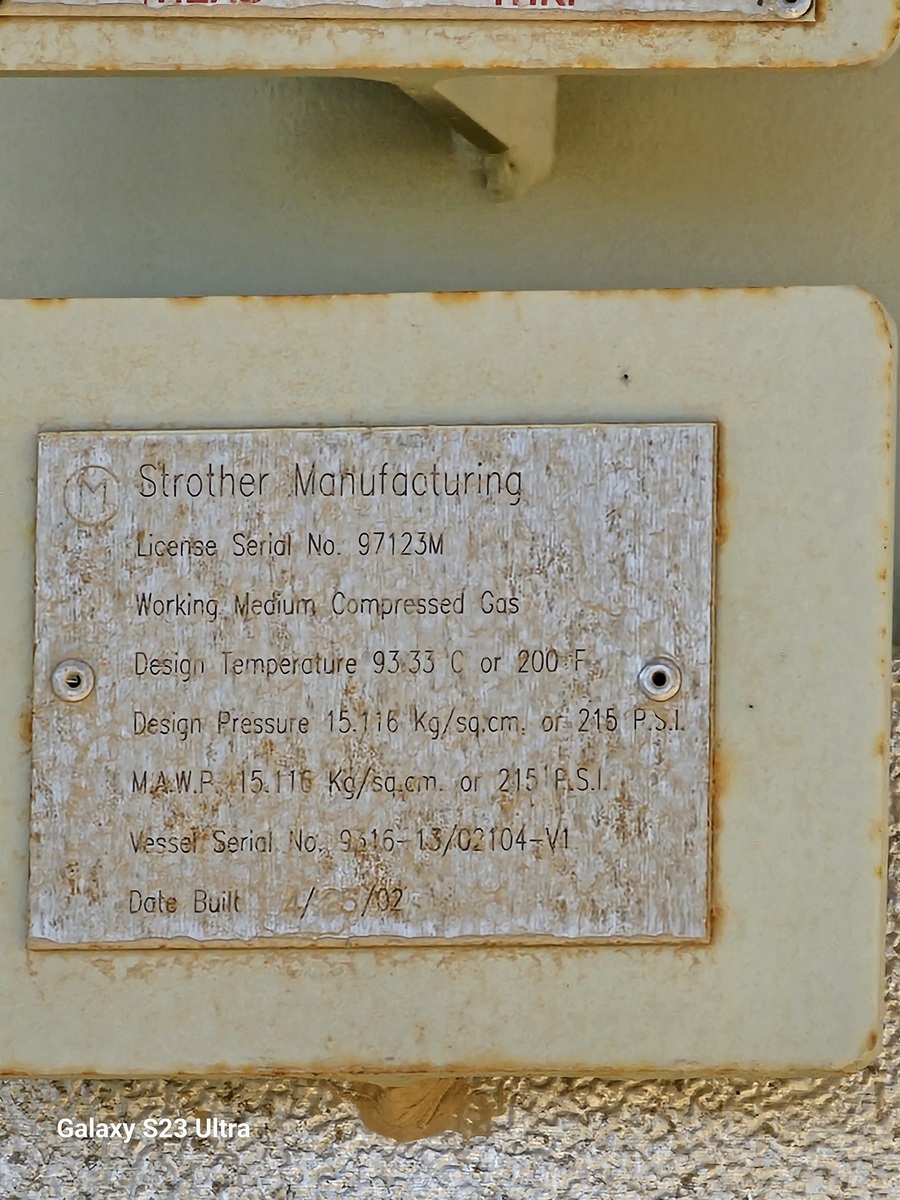 Strother Manufacturing
License Serial No. 97123M
Working Medium Compressed Gas
Design Temperature 93.33 C or 200 F
Design Pressure 15.116 Kg/sq.cm. or 215 P.S.I.
M.A.W.P. 15.116 Kg/sq.cm. or 215 P.S.I.
Vessel Serial No.
Date Built
Galaxy S23 Ultra